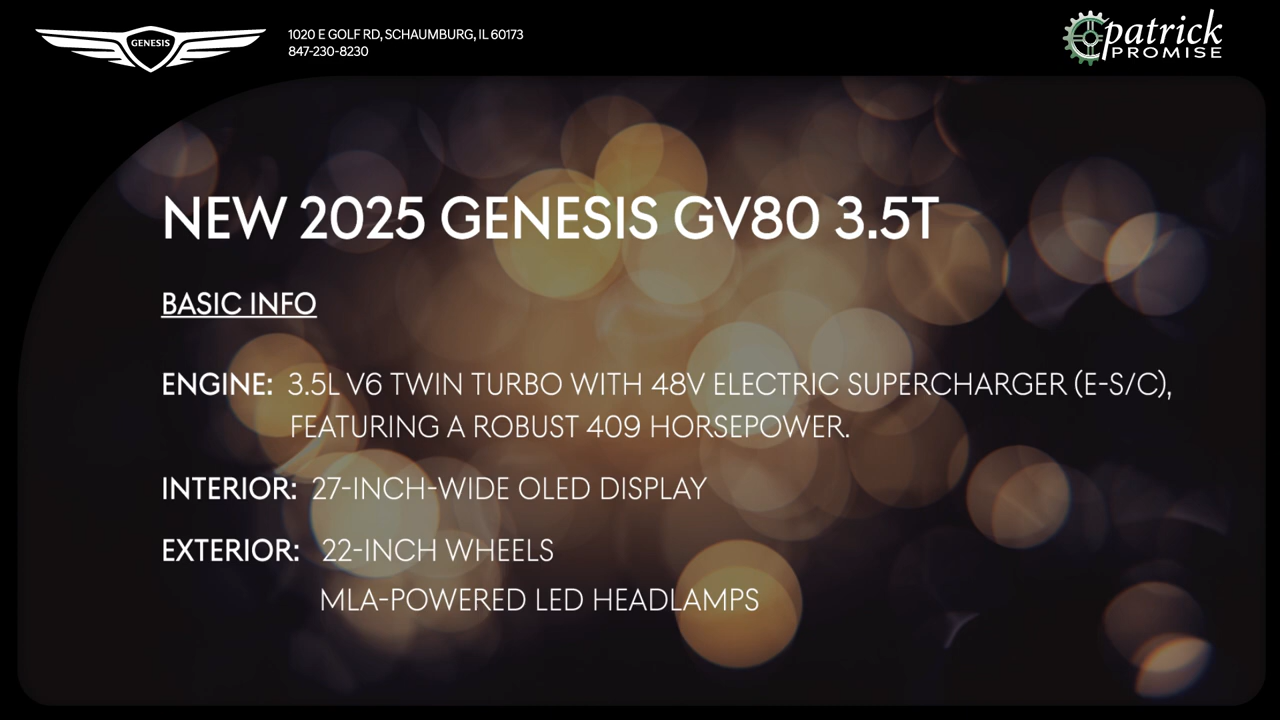 GENESIS
1020 E GOLF RD, SCHAUMBURG, IL 60173
847-230-8230
patrick
PROMISE
NEW 2025 GENESIS GV80 3.5T
BASIC INFO
ENGINE: 3.5L V6 TWIN TURBO WITH 48V ELECTRIC SUPERCHARGER (E-S/C),
FEATURING A ROBUST 409 HORSEPOWER.
INTERIOR: 27-INCH-WIDE OLED DISPLAY
EXTERIOR: 22-INCH WHEELS
MLA-POWERED LED HEADLAMPS